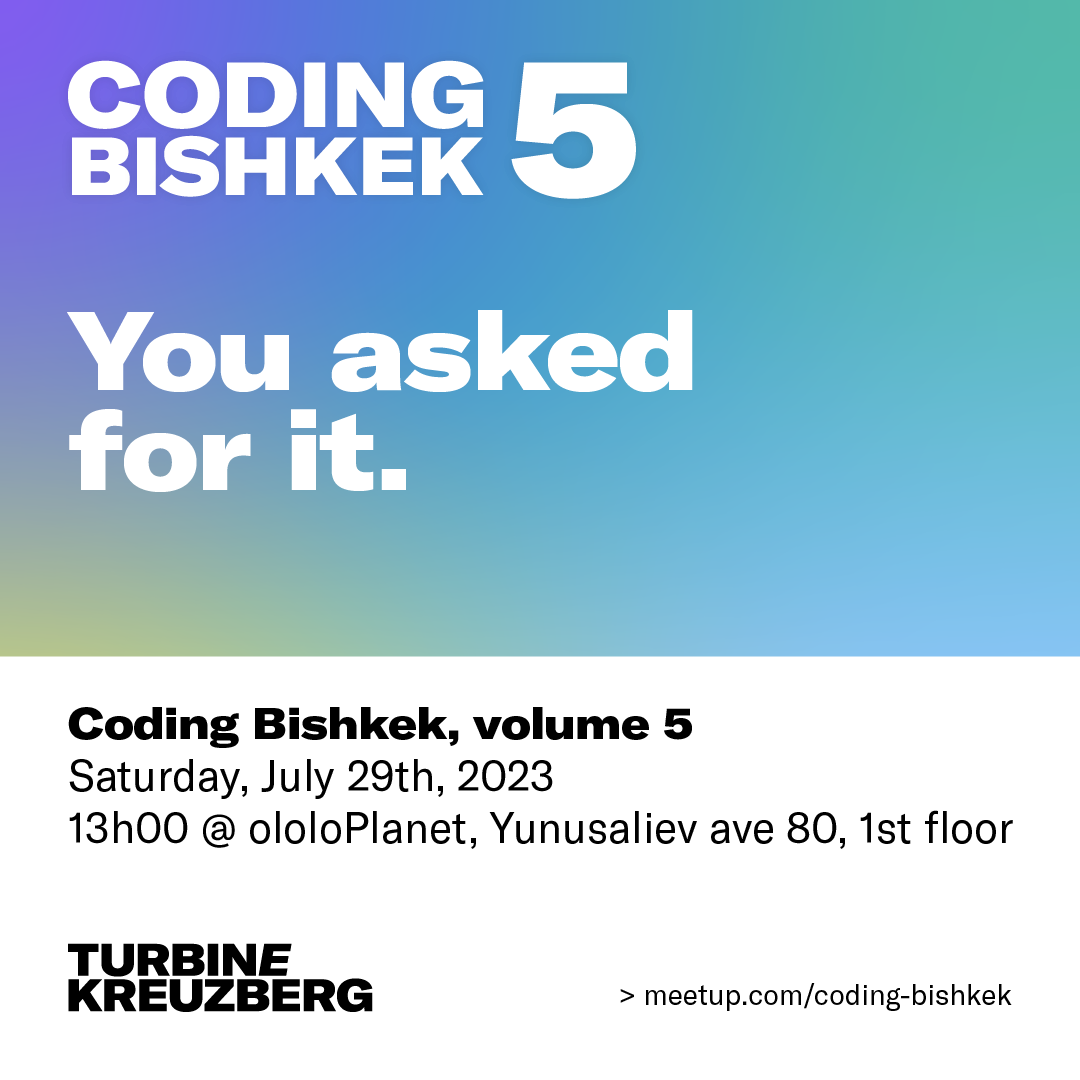 CODING
BISHKEK 5
You asked
for it.
Coding Bishkek, volume 5
Saturday, July 29th, 2023
13h00 @ ololoPlanet, Yunusaliev ave 80, 1st floor
TURBINE
KREUZBERG
> meetup.com/coding-bishkek